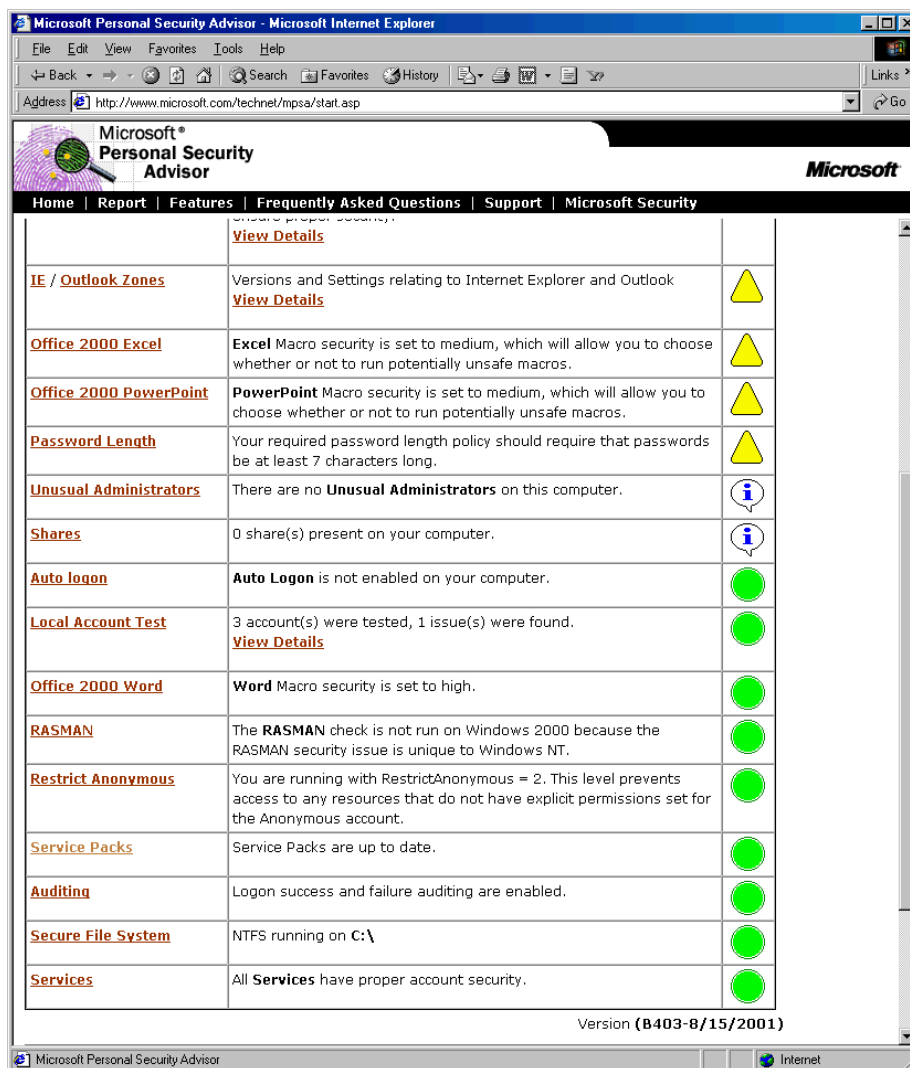 Microsoft Personal Security Advisor - Microsoft Internet Explorer
File Edit View Favorites Tools Help
Back Search Favorites History Links
Address http://www.microsoft.com/technet/mpsa/start.asp Go
Microsoft®
Personal Security
Advisor
Microsoft
Home | Report | Features | Frequently Asked Questions | Support | Microsoft Security
ensure proper security.
View Details
IE / Outlook Zones
Versions and Settings relating to Internet Explorer and Outlook
View Details
Office 2000 Excel
Excel Macro security is set to medium, which will allow you to choose
whether or not to run potentially unsafe macros.
Office 2000 PowerPoint
PowerPoint Macro security is set to medium, which will allow you to
choose whether or not to run potentially unsafe macros.
Password Length
Your required password length policy should require that passwords
be at least 7 characters long.
Unusual Administrators
There are no Unusual Administrators on this computer.
Shares
0 share(s) present on your computer.
Auto logon
Auto Logon is not enabled on your computer.
Local Account Test
3 account(s) were tested, 1 issue(s) were found.
View Details
Office 2000 Word
Word Macro security is set to high.
RASMAN
The RASMAN check is not run on Windows 2000 because the
RASMAN security issue is unique to Windows NT.
Restrict Anonymous
You are running with RestrictAnonymous = 2. This level prevents
access to any resources that do not have explicit permissions set for
the Anonymous account.
Service Packs
Service Packs are up to date.
Auditing
Logon success and failure auditing are enabled.
Secure File System
NTFS running on C:\
Services
All Services have proper account security.
Version (B403-8/15/2001)
Microsoft Personal Security Advisor
Internet